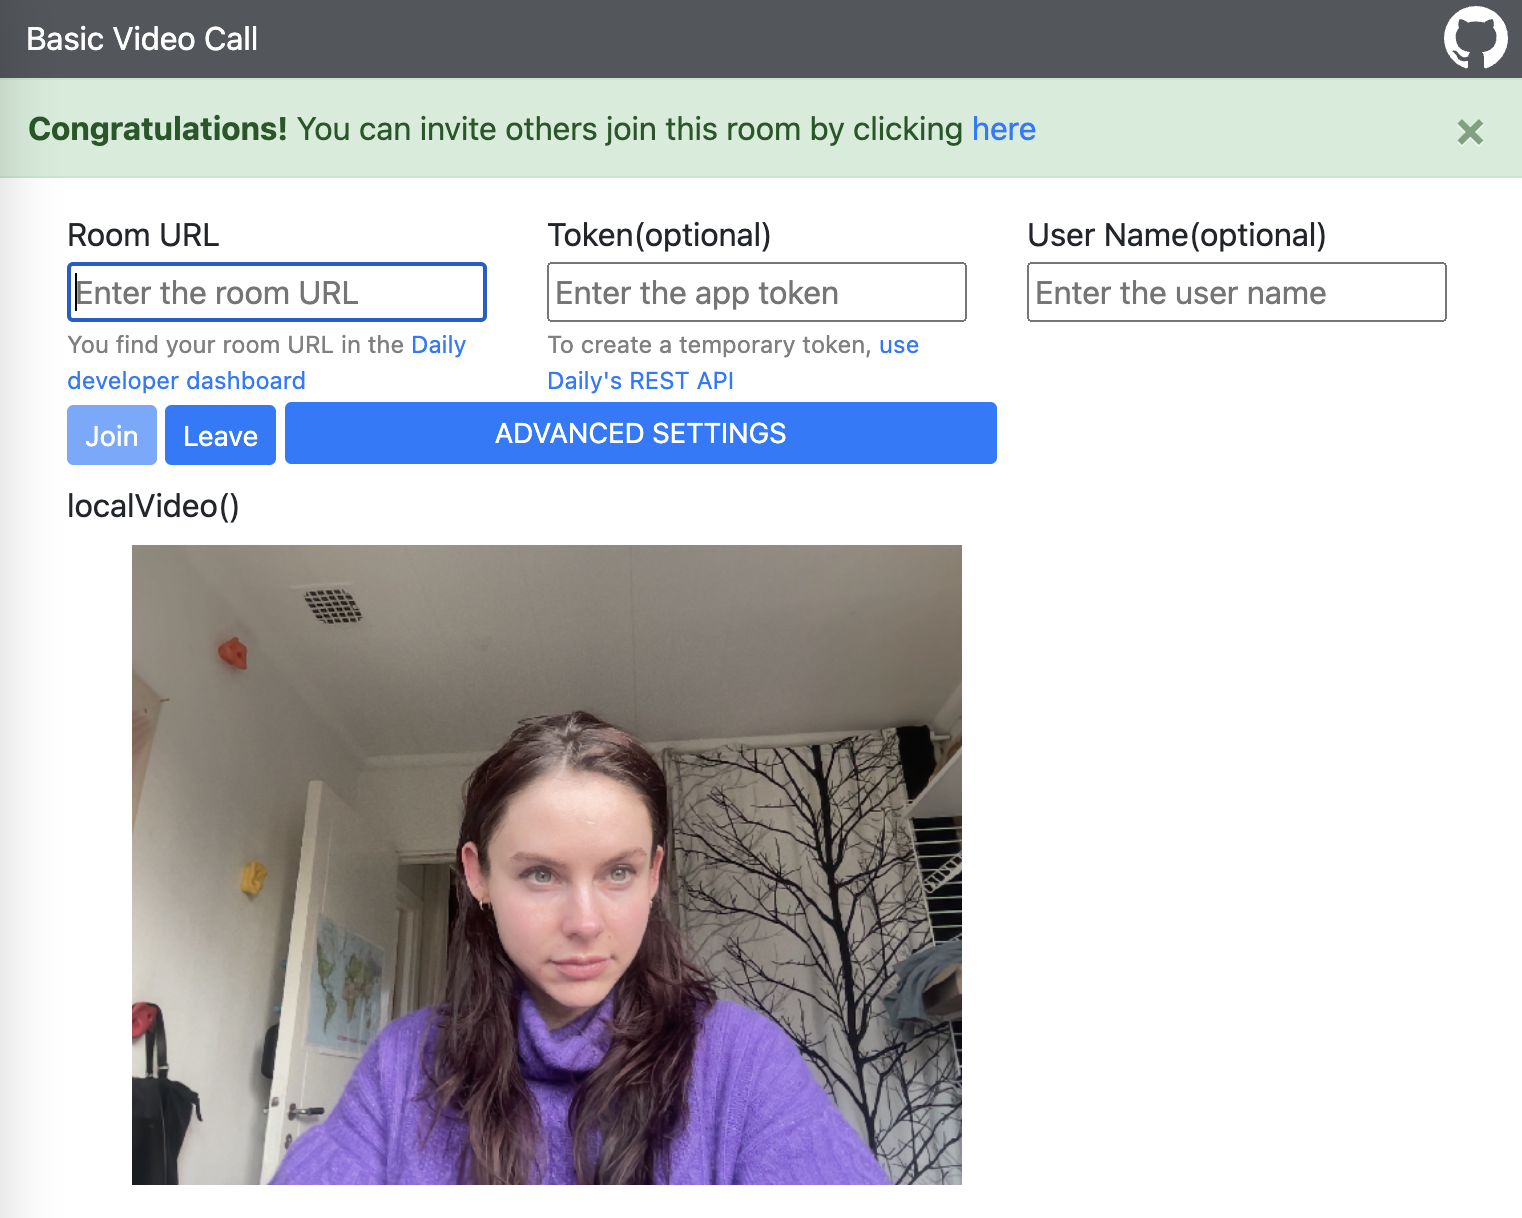 Basic Video Call
Congratulations! You can invite others join this room by clicking here
×
Room URL
Token(optional)
User Name(optional)
Enter the room URL
Enter the app token
Enter the user name
You find your room URL in the Daily
developer dashboard
To create a temporary token, use
Daily's REST API
Join
Leave
ADVANCED SETTINGS
localVideo()